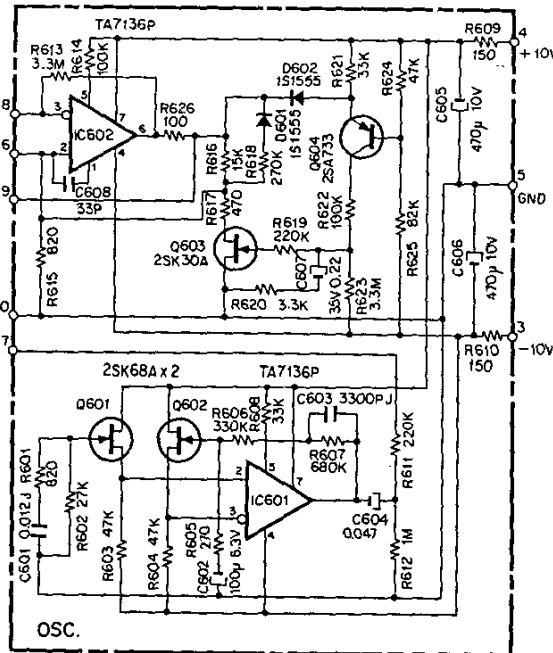 TA7136P
R613
3.3M
R614
100K
8
3
5
7
6
IC602
2
1
4
6
R626
100
C608
33P
9
R615
820
R616
15K
R617
470
D602
1S1555
D601
1S1555
R618
270K
R621
33K
R624
47K
Q604
2SA733
R622
100K
R625
82K
Q603
2SK30A
R619
220K
C607
35V 0.22
R620
3.3K
R623
3.3M
R609
150
4
+10V
C605
470μ 10V
5
GND
C606
470μ 10V
3
-10V
R610
150
0
7
2SK68A x 2
TA7136P
Q601
Q602
R606
330K
R608
33K
C603 3300P J
R607
680K
R611 220K
C601 0.012J
R601
820
R602 27K
R603 47K
R604 47K
R605
270
C602
100μ 6.3V
2
3
5
7
4
IC601
C604
0.047
R612 1M
OSC.